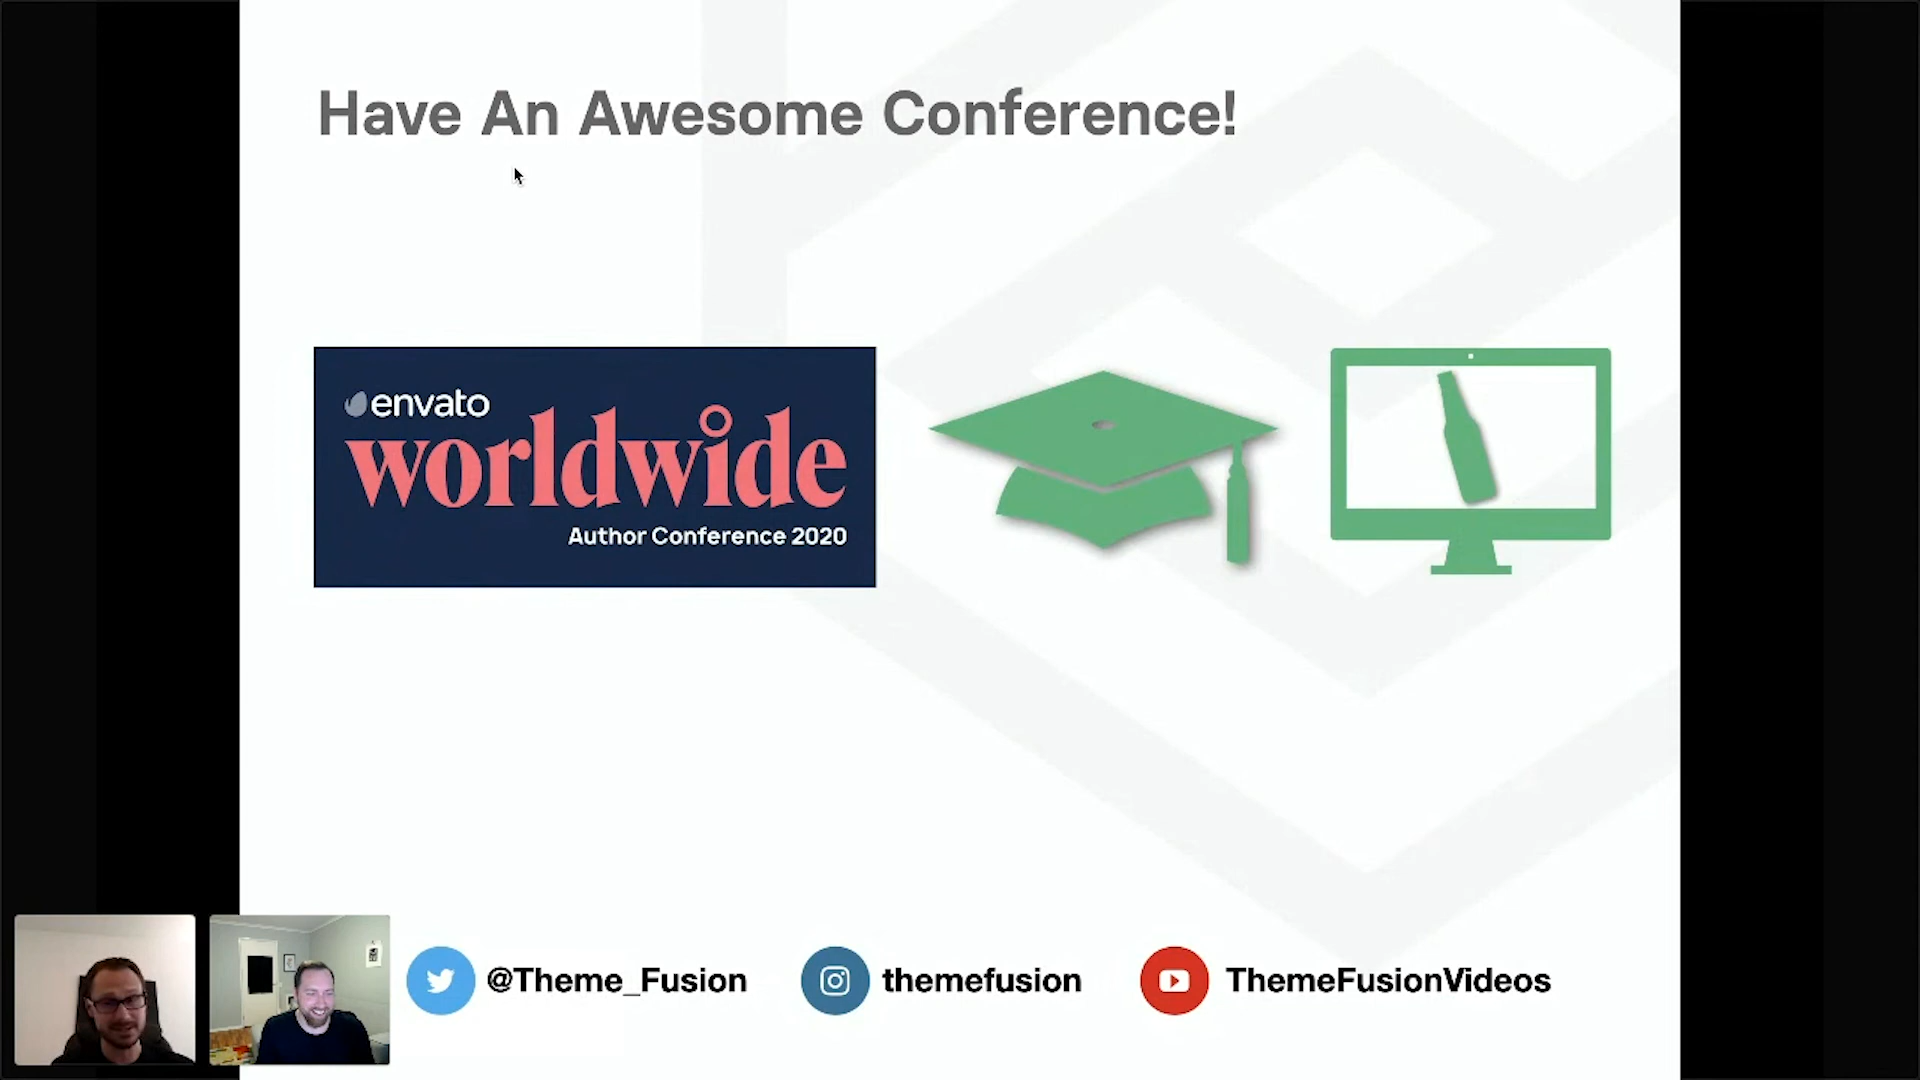 Have An Awesome Conference!
envato
worldwide
Author Conference 2020
@Theme_Fusion
themefusion
ThemeFusionVideos